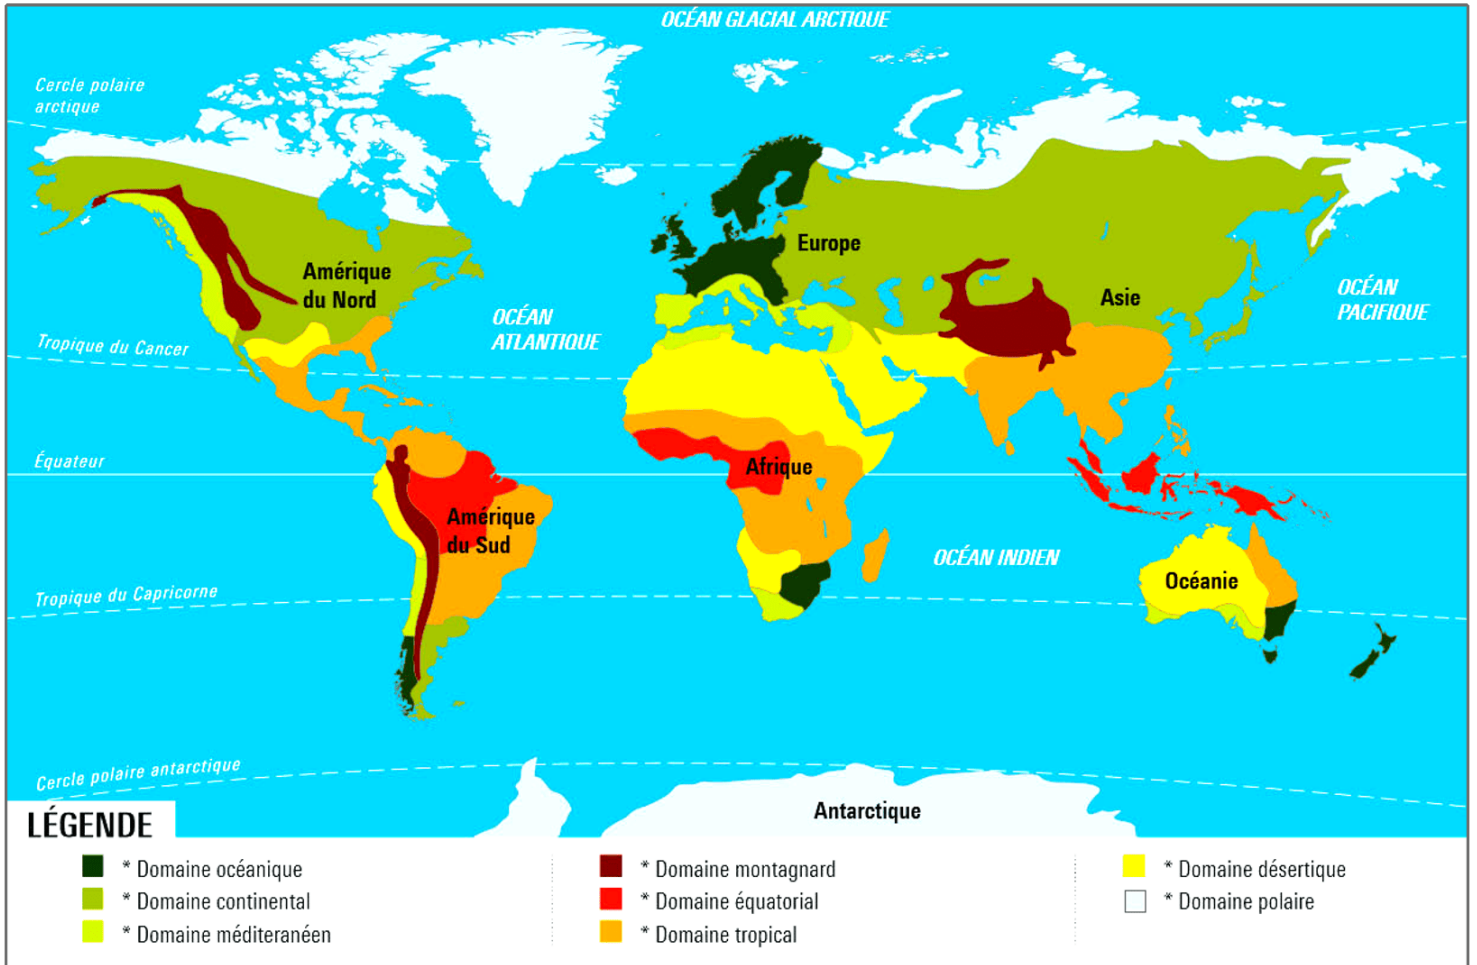 OCÉAN GLACIAL ARCTIQUE
Cercle polaire
arctique
Europe
Amérique
du Nord
Asie
OCÉAN
PACIFIQUE
OCÉAN
ATLANTIQUE
Tropique du Cancer
Équateur
Afrique
Amérique
du Sud
OCÉAN INDIEN
Océanie
Tropique du Capricorne
Cercle polaire antarctique
Antarctique
LÉGENDE
* Domaine océanique
* Domaine continental
* Domaine méditeranéen
* Domaine montagnard
* Domaine équatorial
* Domaine tropical
* Domaine désertique
* Domaine polaire